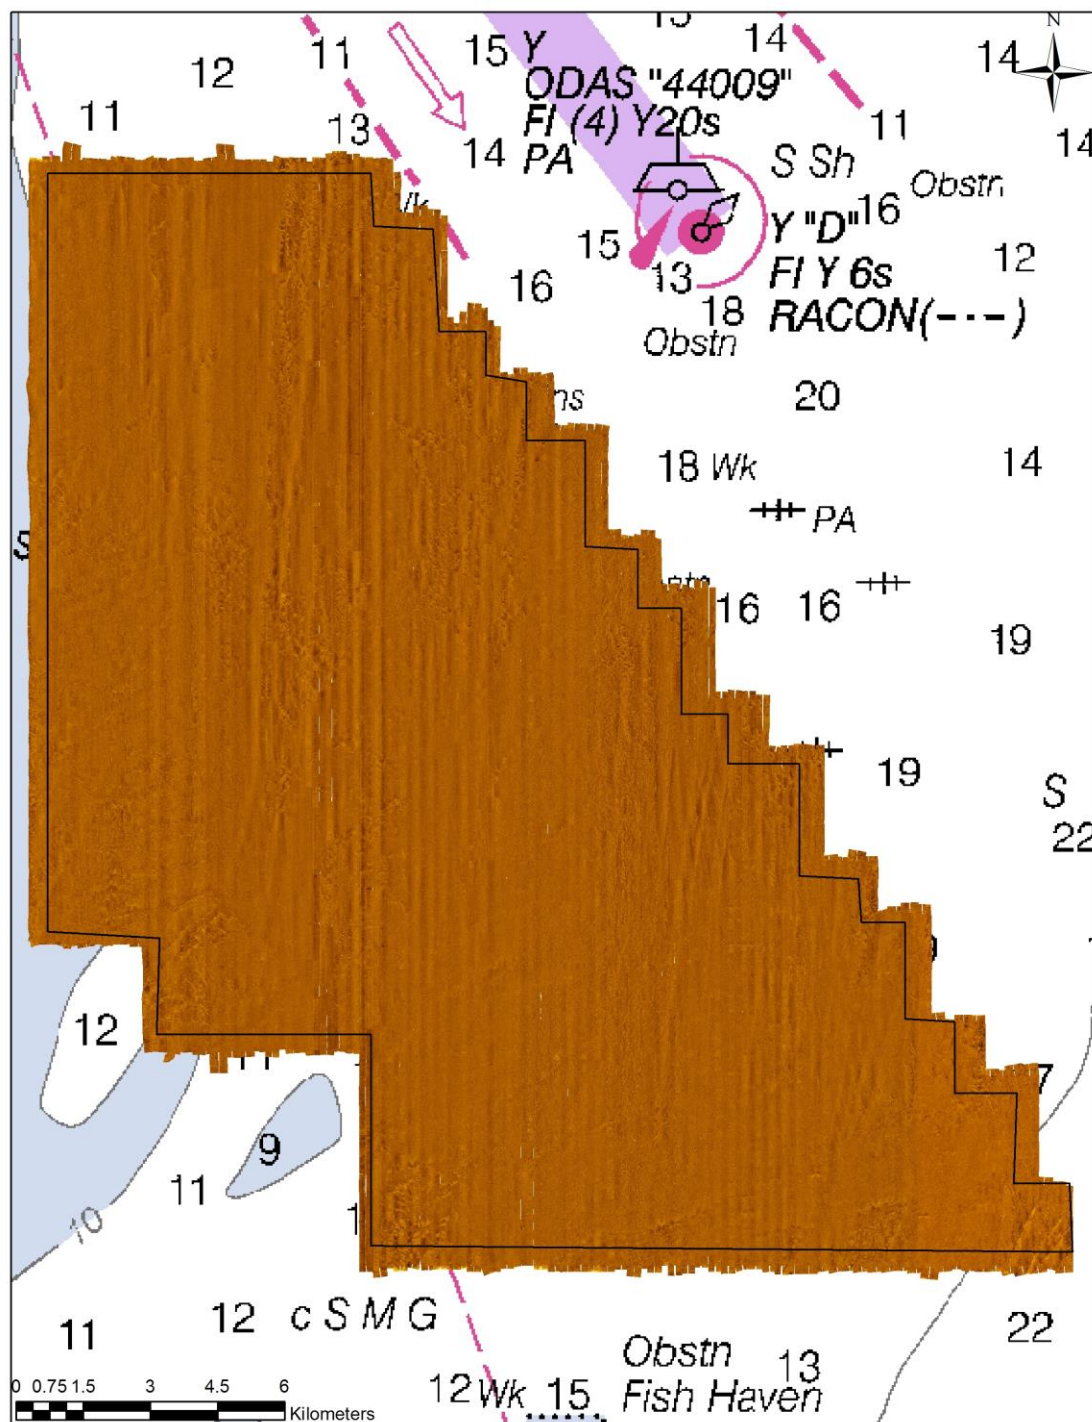 15
N
15 Y
14
11
14
12
ODAS "44009"
11
Fl (4) Y20s
13
11
14
14
PA
S Sh
Obstn
16
Y "D"
15
12
13
Fl Y 6s
16
18
RACON(-·-)
Obstn
20
18 Wk
14
PA
S
16
16
19
19
S
22
12
9
11
10
12
c S M G
22
11
Obstn
13
0 0.75 1.5 3 4.5 6
12 Wk
15
Fish Haven
Kilometers